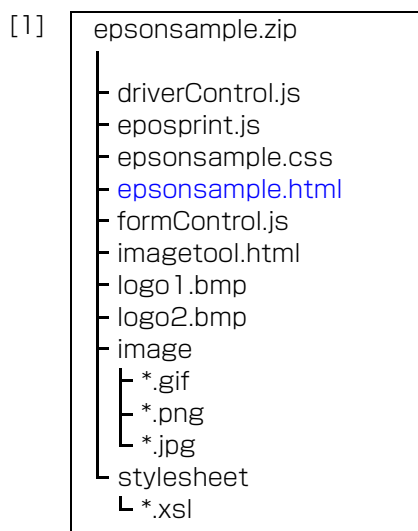 [1]
epsonsample.zip
driverControl.js
eposprint.js
epsonsample.css
epsonsample.html
formControl.js
imagetool.html
logo1.bmp
logo2.bmp
image
*.gif
*.png
*.jpg
stylesheet
*.xsl